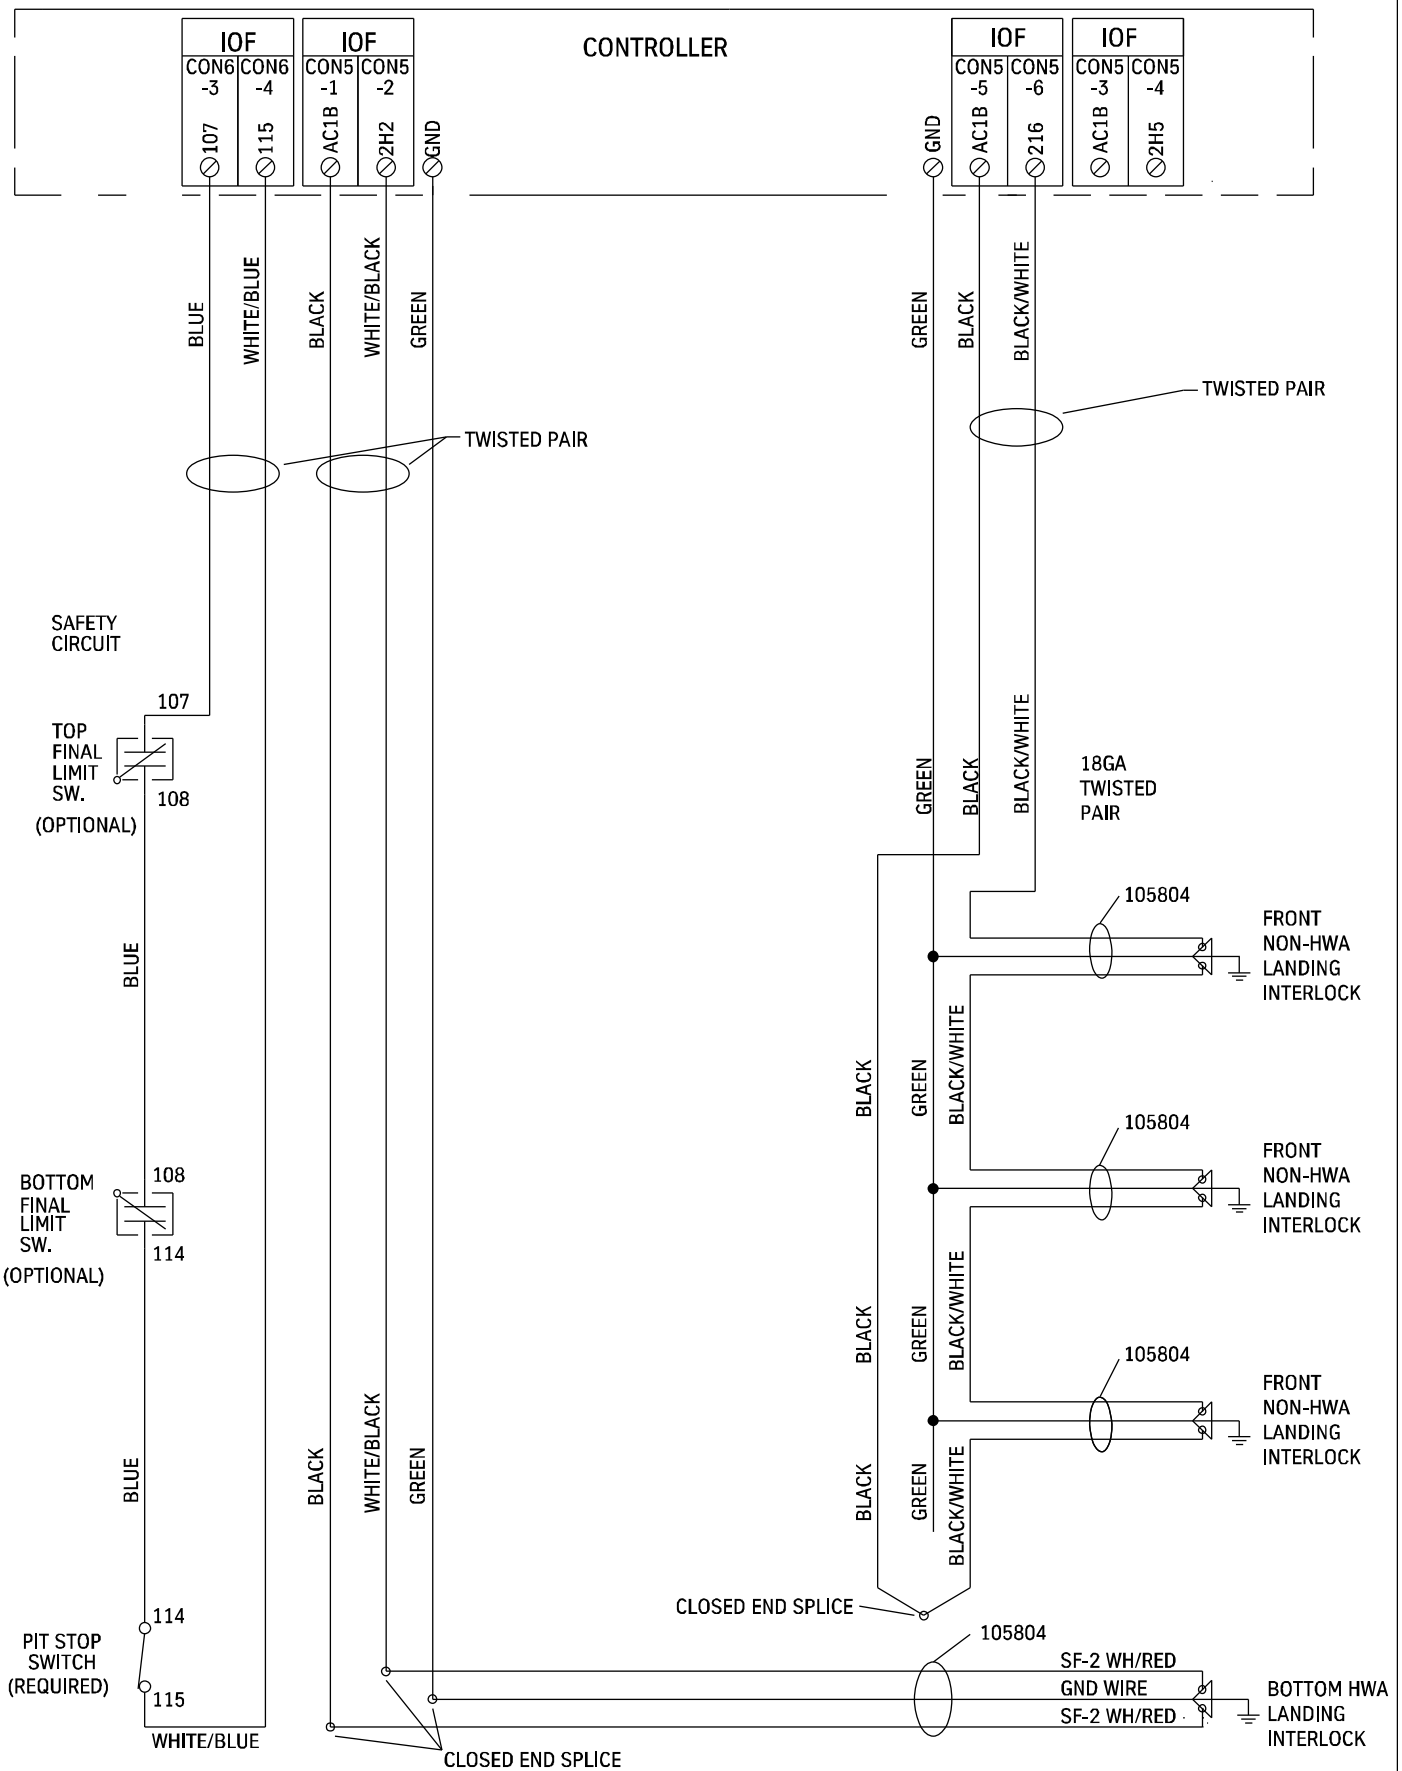 CONTROLLER
IOF
CON6
-3
107
CON6
-4
115
IOF
CON5
-1
AC1B
CON5
-2
2H2
GND
GND
IOF
CON5
-5
AC1B
CON5
-6
216
IOF
CON5
-3
AC1B
CON5
-4
2H5
BLUE
WHITE/BLUE
BLACK
WHITE/BLACK
GREEN
GREEN
BLACK
BLACK/WHITE
TWISTED PAIR
TWISTED PAIR
SAFETY
CIRCUIT
107
TOP
FINAL
LIMIT
SW.
(OPTIONAL)
108
GREEN
BLACK
BLACK/WHITE
18GA
TWISTED
PAIR
105804
FRONT
NON-HWA
LANDING
INTERLOCK
BLUE
BLACK
GREEN
BLACK/WHITE
105804
FRONT
NON-HWA
LANDING
INTERLOCK
108
BOTTOM
FINAL
LIMIT
SW.
(OPTIONAL)
114
BLACK
GREEN
BLACK/WHITE
105804
FRONT
NON-HWA
LANDING
INTERLOCK
BLUE
BLACK
WHITE/BLACK
GREEN
BLACK
GREEN
BLACK/WHITE
CLOSED END SPLICE
114
PIT STOP
SWITCH
(REQUIRED)
115
WHITE/BLUE
105804
SF-2 WH/RED
GND WIRE
SF-2 WH/RED
BOTTOM HWA
LANDING
INTERLOCK
CLOSED END SPLICE